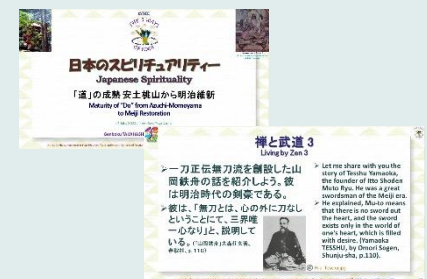 日本のスピリチュアリティー
Japanese Spirituality
「道」の成熟 安土桃山から明治維新
Maturity of "Do" from Azuchi-Momoyama
to Meiji Restoration
禅と武道 3
Living by Zen 3
➢一刀正伝無刀流を創設した山
岡鉄舟の話を紹介しよう。彼
は明治時代の剣豪である。
➢彼は、「無刀とは、心の外に刀なし
ということにて、三界唯
一心なり」と、説明して
いる。
➢ Let me share with you the
story of Tesshu Yamaoka,
the founder of Itto Shoden
Muto Ryu. He was a great
swordsman of the Meiji era.
➢ He explained, Mu-to means
that there is no sword out
the heart, and the sword
exists only in the world of
one's heart, which is filled
with desire. (Yamaoka
TESSHU, by Omori Sogen,
Shunju-sha, p.110).